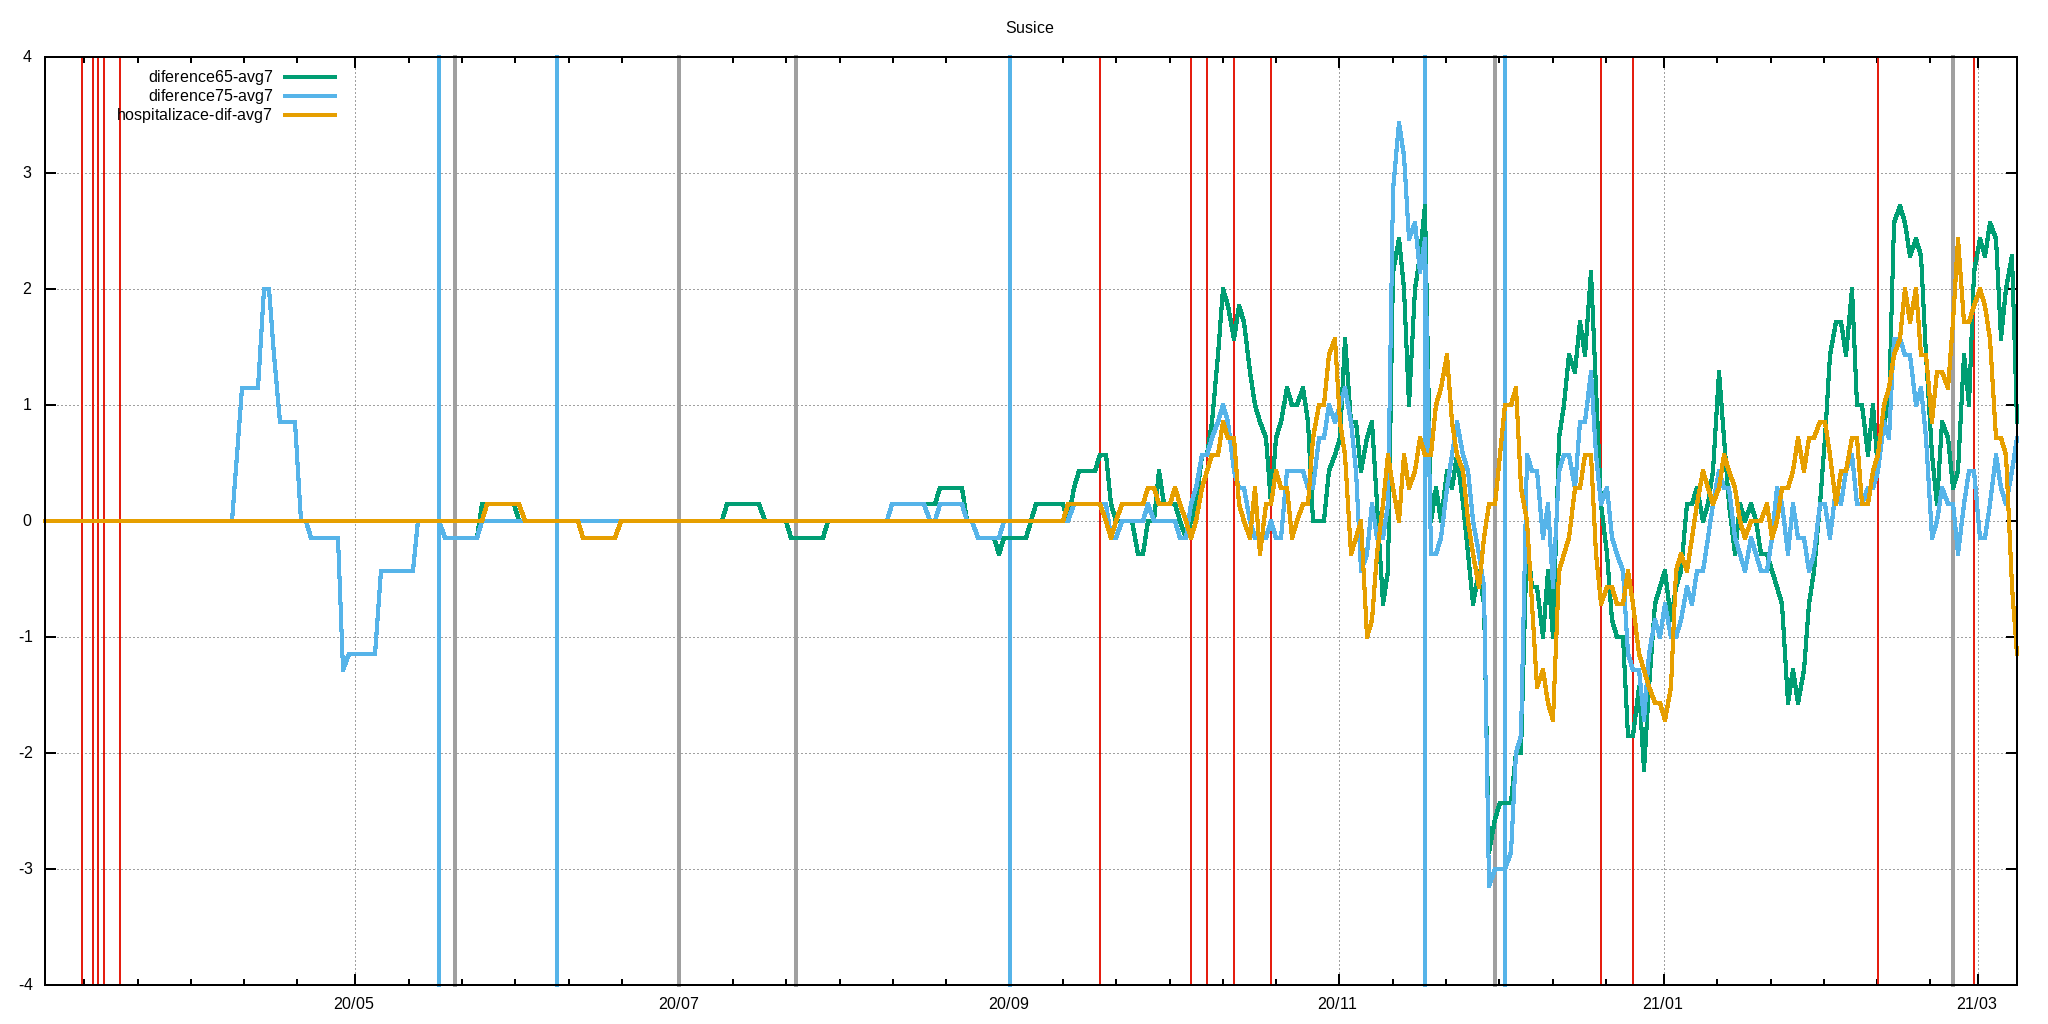 Susice
diference65-avg7
diference75-avg7
hospitalizace-dif-avg7
4
3
2
1
0
-1
-2
-3
-4
20/05 20/07 20/09 20/11 21/01 21/03